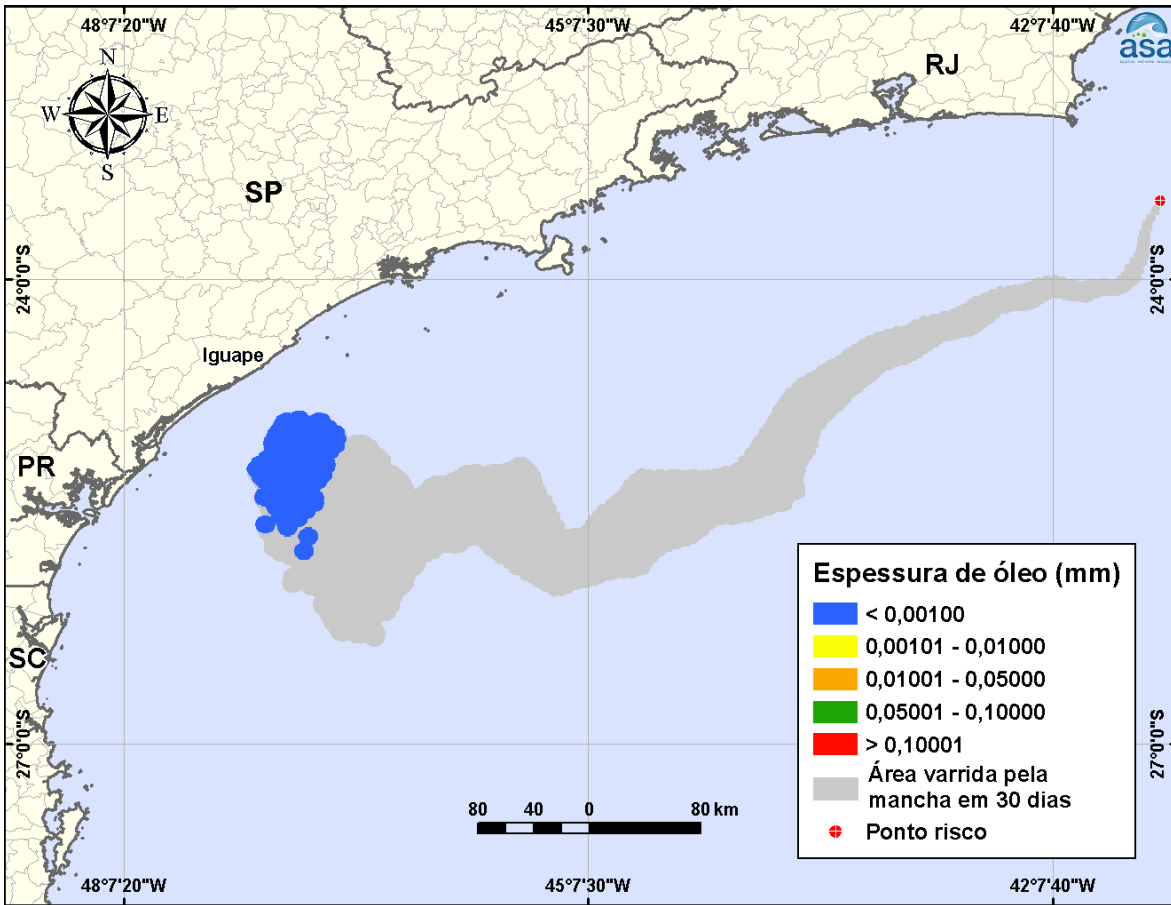 48°7'20"W
45°7'30"W
42°7'40"W
asa
N
W
E
S
RJ
SP
24°0'0"S
24°0'0"S
Iguape
PR
SC
27°0'0"S
27°0'0"S
Espessura de óleo (mm)
< 0,00100
0,00101 - 0,01000
0,01001 - 0,05000
0,05001 - 0,10000
> 0,10001
Área varrida pela
mancha em 30 dias
Ponto risco
80 40 0 80 km
48°7'20"W
45°7'30"W
42°7'40"W